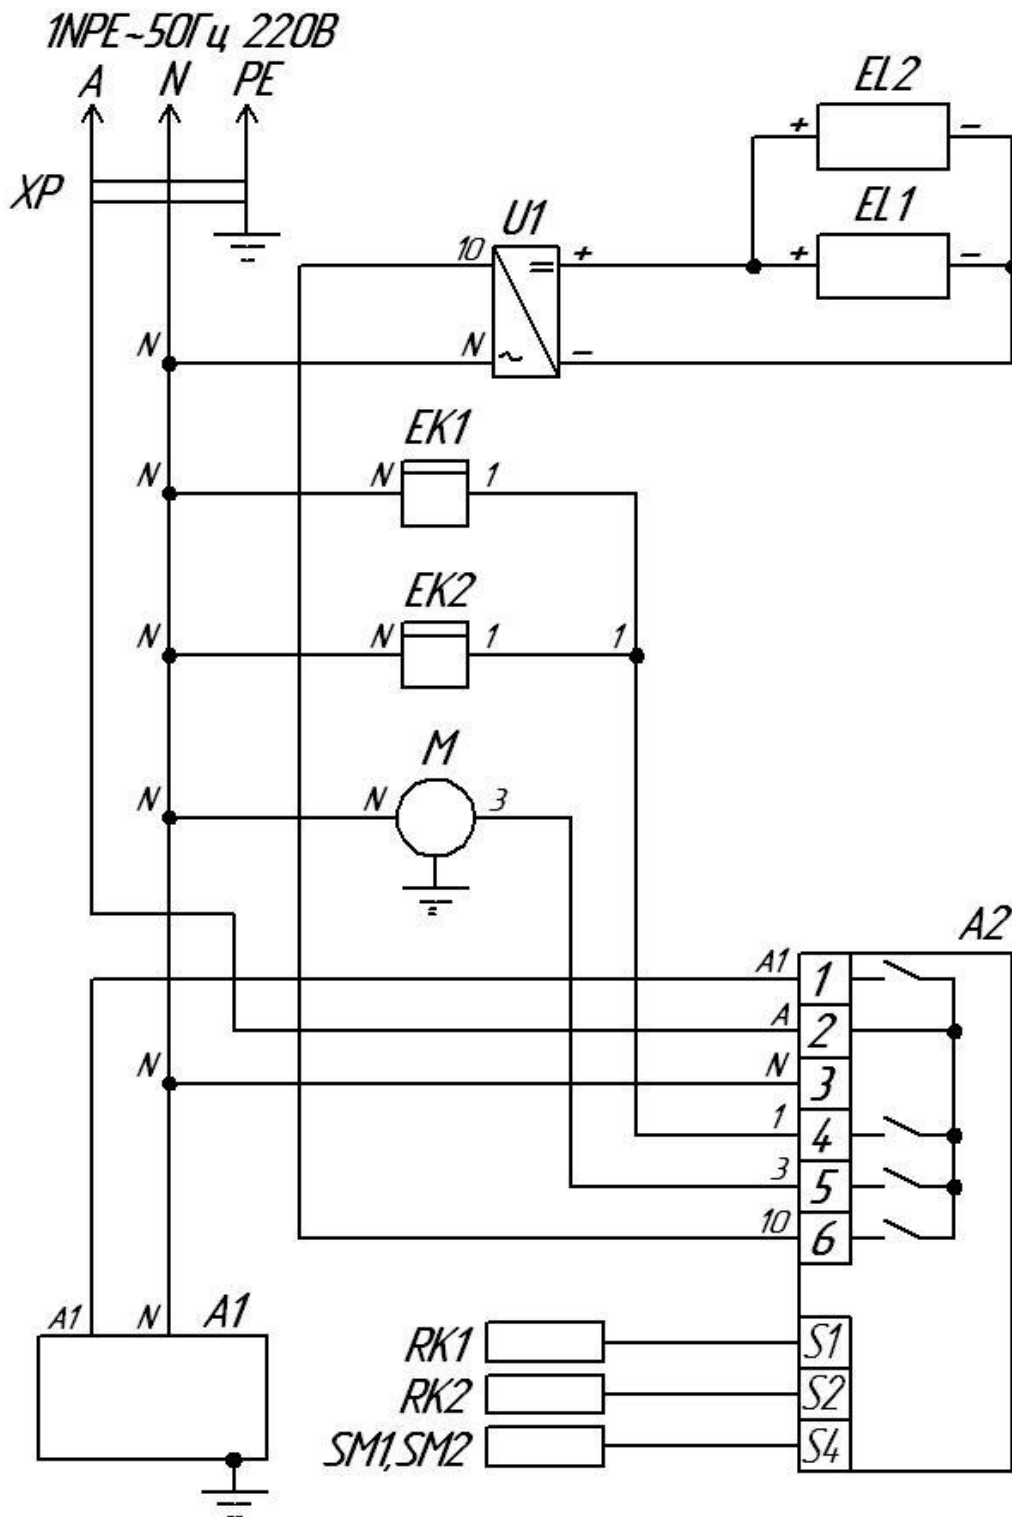 1NPE~50Гц 220В
A N PE
XP
EL2
+ −
EL1
+ −
U1
10 = +
N N ~ −
EK1
N N 1
EK2
N N 1 1
M
N N 3
A2
A1 1
A 2
N N 3
1 4
3 5
10 6
A1 N A1
RK1 S1
RK2 S2
SM1,SM2 S4